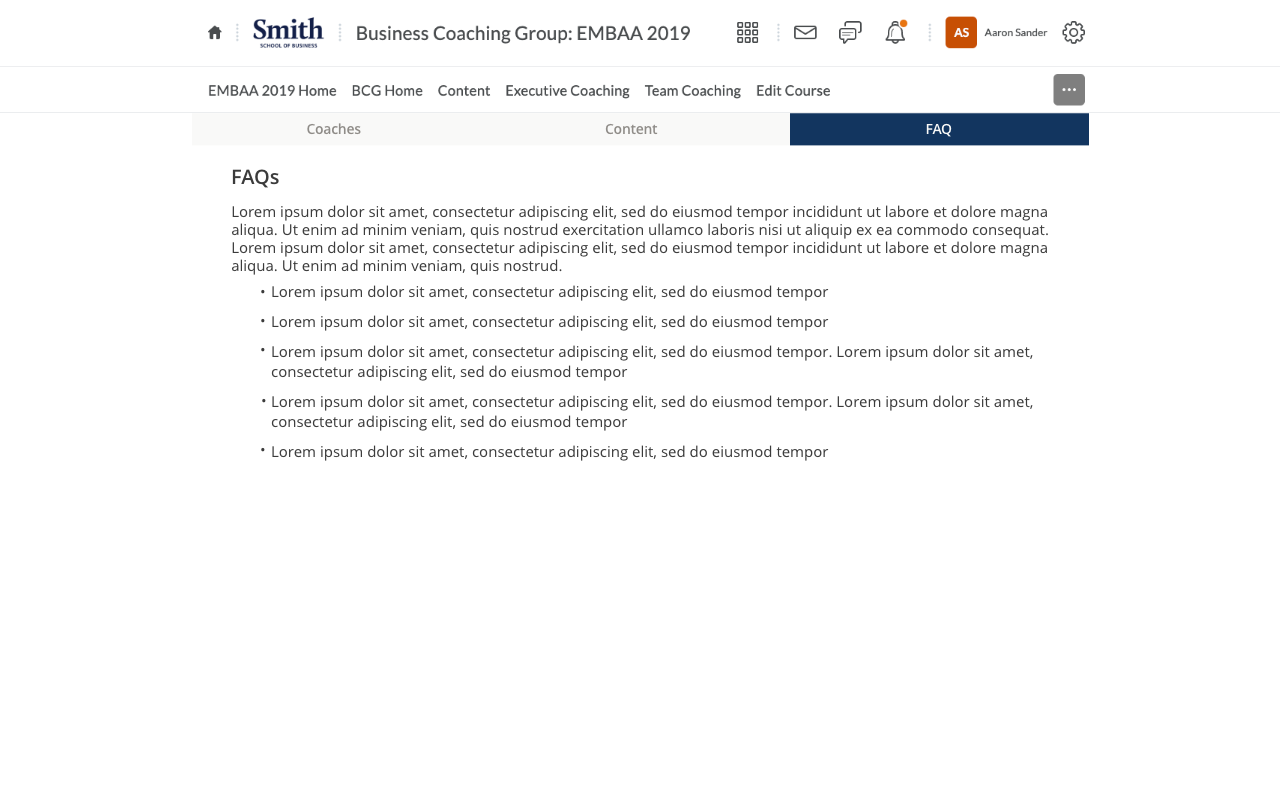 Smith
SCHOOL OF BUSINESS
Business Coaching Group: EMBAA 2019
AS
Aaron Sander
EMBAA 2019 Home BCG Home Content Executive Coaching Team Coaching Edit Course
Coaches Content FAQ
FAQs
Lorem ipsum dolor sit amet, consectetur adipiscing elit, sed do eiusmod tempor incididunt ut labore et dolore magna
aliqua. Ut enim ad minim veniam, quis nostrud exercitation ullamco laboris nisi ut aliquip ex ea commodo consequat.
Lorem ipsum dolor sit amet, consectetur adipiscing elit, sed do eiusmod tempor incididunt ut labore et dolore magna
aliqua. Ut enim ad minim veniam, quis nostrud.
• Lorem ipsum dolor sit amet, consectetur adipiscing elit, sed do eiusmod tempor
• Lorem ipsum dolor sit amet, consectetur adipiscing elit, sed do eiusmod tempor
• Lorem ipsum dolor sit amet, consectetur adipiscing elit, sed do eiusmod tempor. Lorem ipsum dolor sit amet,
consectetur adipiscing elit, sed do eiusmod tempor
• Lorem ipsum dolor sit amet, consectetur adipiscing elit, sed do eiusmod tempor. Lorem ipsum dolor sit amet,
consectetur adipiscing elit, sed do eiusmod tempor
• Lorem ipsum dolor sit amet, consectetur adipiscing elit, sed do eiusmod tempor